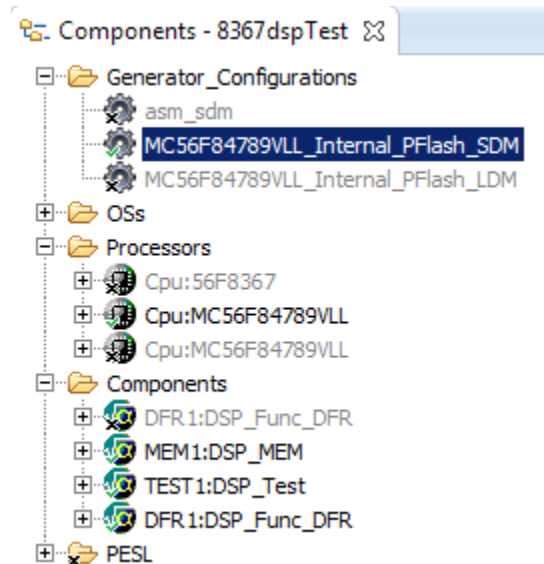 Components - 8367dspTest
Generator_Configurations
asm_sdm
MC56F84789VLL_Internal_PFlash_SDM
MC56F84789VLL_Internal_PFlash_LDM
OSs
Processors
Cpu:56F8367
Cpu:MC56F84789VLL
Cpu:MC56F84789VLL
Components
DFR1:DSP_Func_DFR
MEM1:DSP_MEM
TEST1:DSP_Test
DFR1:DSP_Func_DFR
PESL